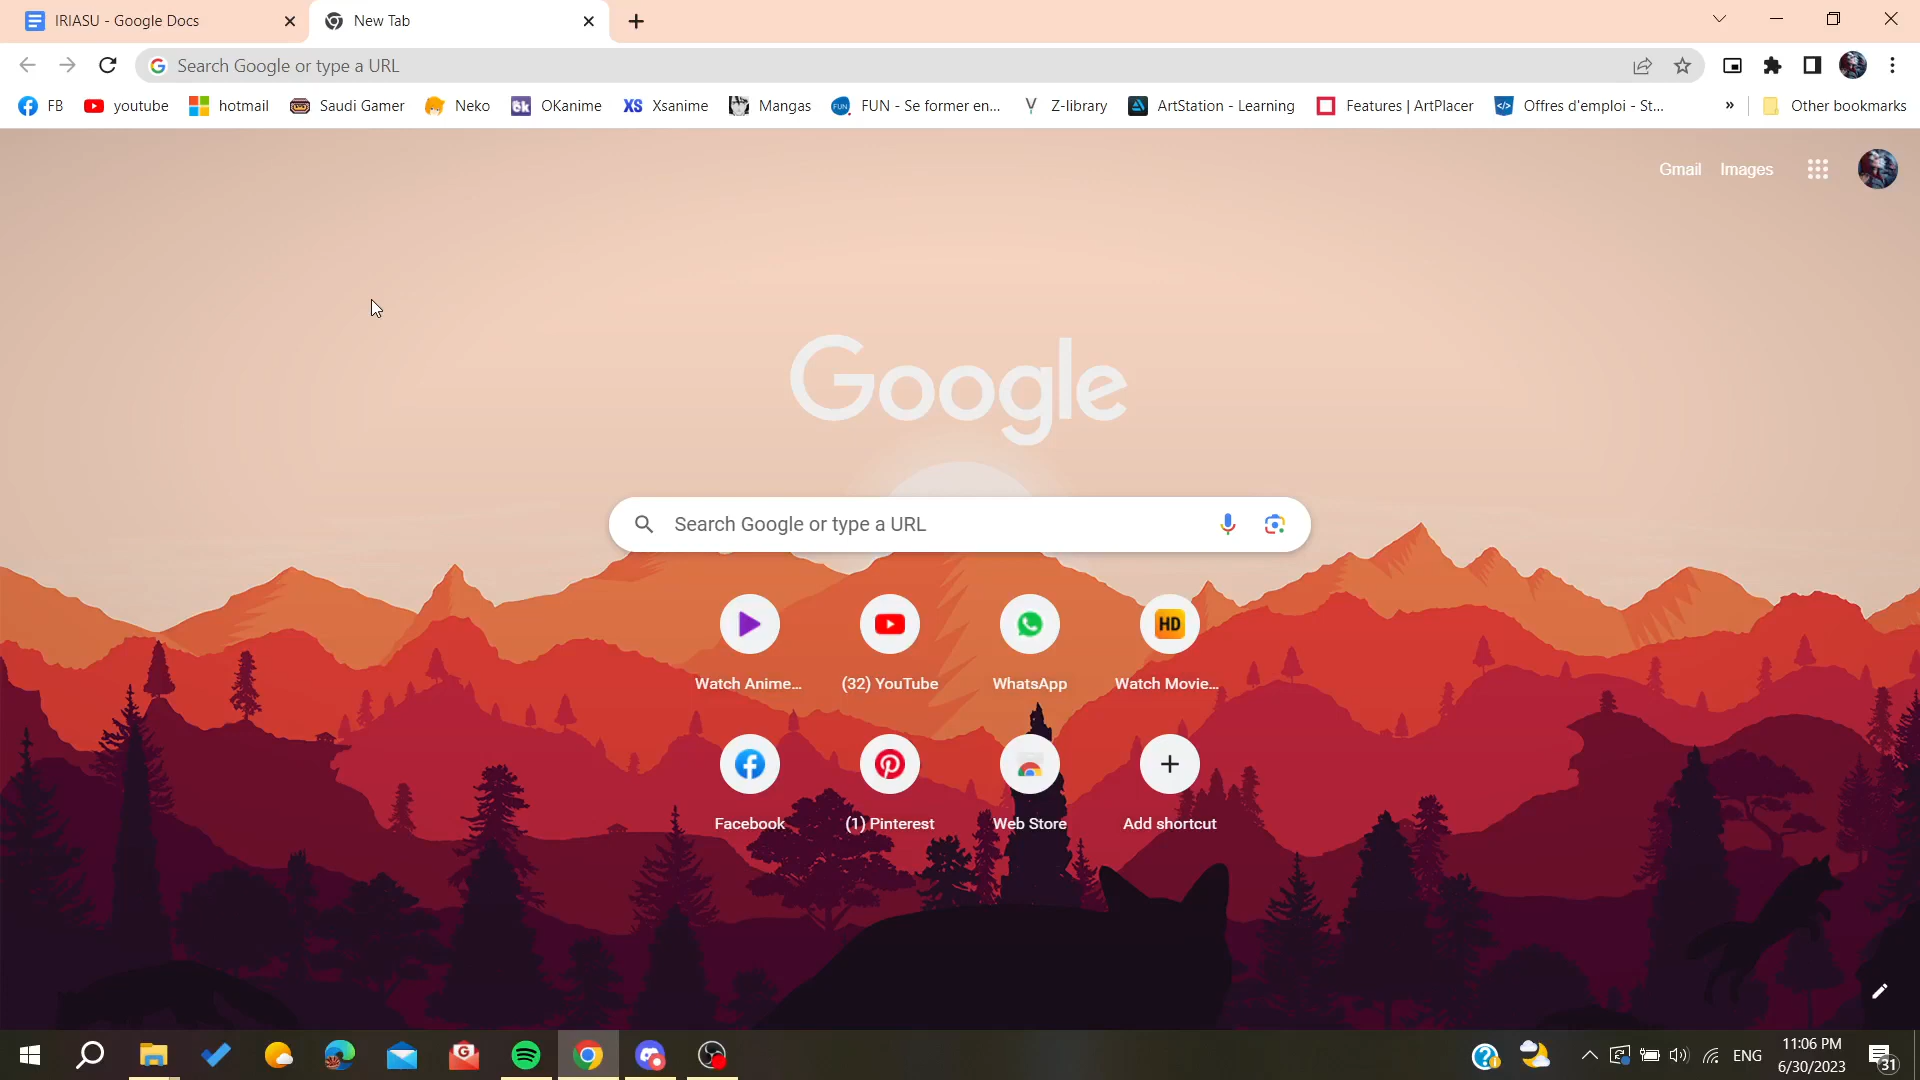 IRIASU - Google Docs
New Tab
Search Google or type a URL
FB
youtube
hotmail
Saudi Gamer
Neko
OKanime
Xsanime
Mangas
FUN - Se former en...
Z-library
ArtStation - Learning
Features | ArtPlacer
Offres d'emploi - St...
»
Other bookmarks
Gmail
Images
Google
Search Google or type a URL
HD
Watch Anime...
(32) YouTube
WhatsApp
Watch Movie...
Facebook
(1) Pinterest
Web Store
Add shortcut
ENG
11:06 PM
6/30/2023
31